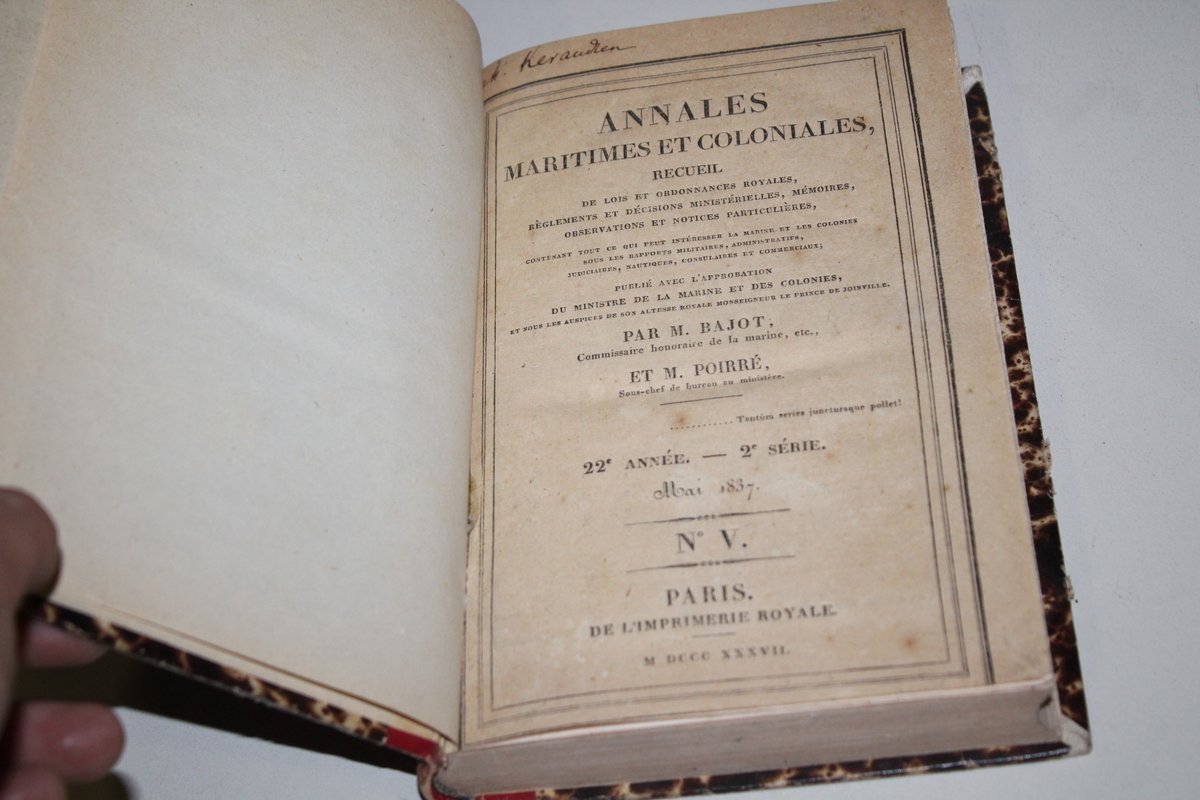 Keraudren
ANNALES
MARITIMES ET COLONIALES,
RECUEIL
DE LOIS ET ORDONNANCES ROYALES,
RÈGLEMENTS ET DÉCISIONS MINISTÉRIELLES, MÉMOIRES,
OBSERVATIONS ET NOTICES PARTICULIÈRES,
CONTENANT TOUT CE QUI PEUT INTÉRESSER LA MARINE ET LES COLONIES
SOUS LES RAPPORTS MILITAIRES, ADMINISTRATIFS,
JUDICIAIRES, NAUTIQUES, CONSULAIRES ET COMMERCIAUX;
PUBLIÉ AVEC L'APPROBATION
DU MINISTRE DE LA MARINE ET DES COLONIES,
ET SOUS LES AUSPICES DE SON ALTESSE ROYALE MONSEIGNEUR LE PRINCE DE JOINVILLE.
PAR M. BAJOT,
Commissaire honoraire de la marine, etc.,
ET M. POIRRÉ,
Sous-chef de bureau au ministère.
............ Tantùm series juncturaque pollet!
22e ANNÉE. — 2e SÉRIE.
Mai 1837.
N° V.
PARIS.
DE L'IMPRIMERIE ROYALE.
M DCCC XXXVII.